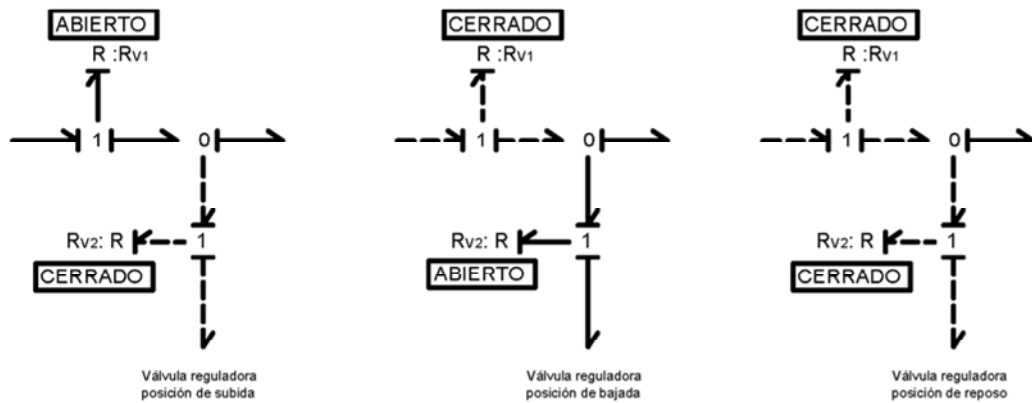 ABIERTO
R :RV1
1
0
RV2: R
1
CERRADO
Válvula reguladora
posición de subida
CERRADO
R :RV1
1
0
RV2: R
1
ABIERTO
Válvula reguladora
posición de bajada
CERRADO
R :RV1
1
0
RV2: R
1
CERRADO
Válvula reguladora
posición de reposo